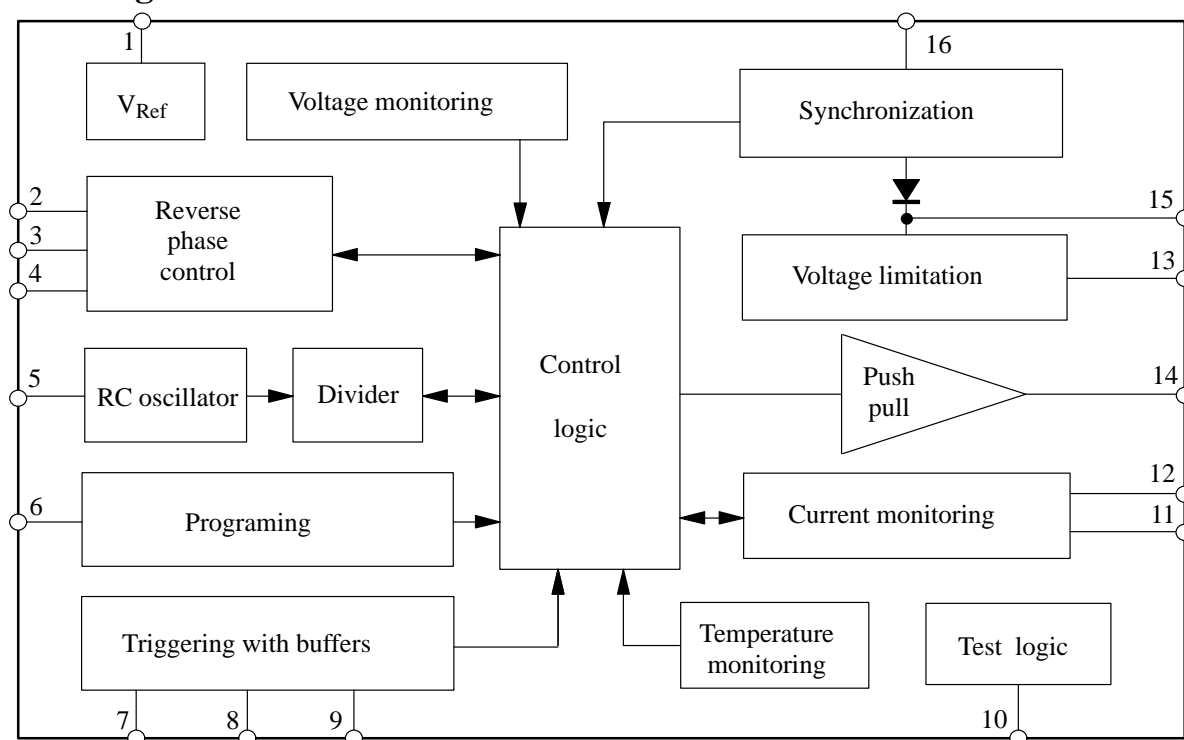 1
16
V_Ref
Voltage monitoring
Synchronization
2
3
4
Reverse
phase
control
15
13
Voltage limitation
5
RC oscillator
Divider
Control
logic
Push
pull
14
6
Programing
Current monitoring
12
11
Triggering with buffers
Temperature
monitoring
Test logic
7
8
9
10